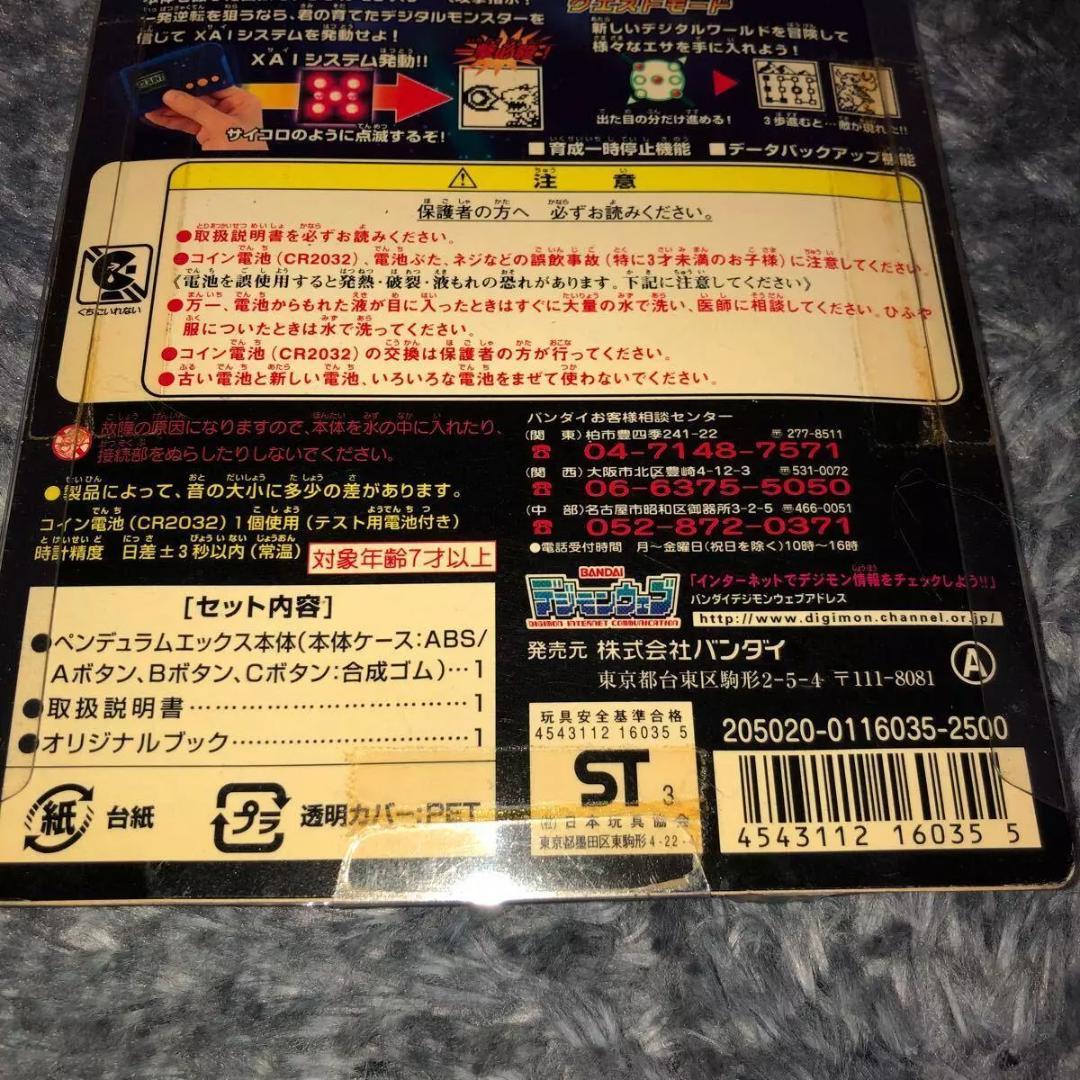 一発逆転を狙うなら、君の育てたデジタルモンスターを
信じて XAIシステムを発動せよ!
XAIシステム発動!!
サイコロのように点滅するぞ!
クエストモード
新しいデジタルワールドを冒険して
様々なエサを手に入れよう!
出た目の分だけ進める!
3歩進むと…敵が現れた!!
■育成一時停止機能 ■データバックアップ機能
注意
保護者の方へ 必ずお読みください。
くちにいれない
●取扱説明書を必ずお読みください。
●コイン電池(CR2032)、電池ぶた、ネジなどの誤飲事故(特に3才未満のお子様)に注意してください。
《電池を誤使用すると発熱・破裂・液もれの恐れがあります。下記に注意してください》
●万一、電池からもれた液が目に入ったときはすぐに大量の水で洗い、医師に相談してください。ひふや
服についたときは水で洗ってください。
●コイン電池(CR2032)の交換は保護者の方が行ってください。
●古い電池と新しい電池、いろいろな電池をまぜて使わないでください。
故障の原因になりますので、本体を水の中に入れたり、
接続部をぬらしたりしないでください。
●製品によって、音の大小に多少の差があります。
コイン電池(CR2032)1個使用(テスト用電池付き)
時計精度 日差±3秒以内(常温)
対象年齢7才以上
[セット内容]
●ペンデュラムエックス本体(本体ケース:ABS/
Aボタン、Bボタン、Cボタン:合成ゴム)…1
●取扱説明書………………………………1
●オリジナルブック…………………………1
紙 台紙
プラ 透明カバー:PET
バンダイお客様相談センター
(関 東)柏市豊四季241-22 〒277-8511
☎ 04-7148-7571
(関 西)大阪市北区豊崎4-12-3 〒531-0072
☎ 06-6375-5050
(中 部)名古屋市昭和区御器所3-2-5 〒466-0051
☎ 052-872-0371
●電話受付時間 月~金曜日(祝日を除く)10時~16時
BANDAI
デジモンウェブ
DIGIMON INTERNET COMMUNICATION
「インターネットでデジモン情報をチェックしよう!!」
バンダイデジモンウェブアドレス
http://www.digimon.channel.or.jp/
発売元 株式会社バンダイ
東京都台東区駒形2-5-4 〒111-8081
A
玩具安全基準合格
4543112 16035 5
ST 3
(社)日本玩具協会
東京都墨田区東駒形4-22-
205020-0116035-2500
4543112 160355